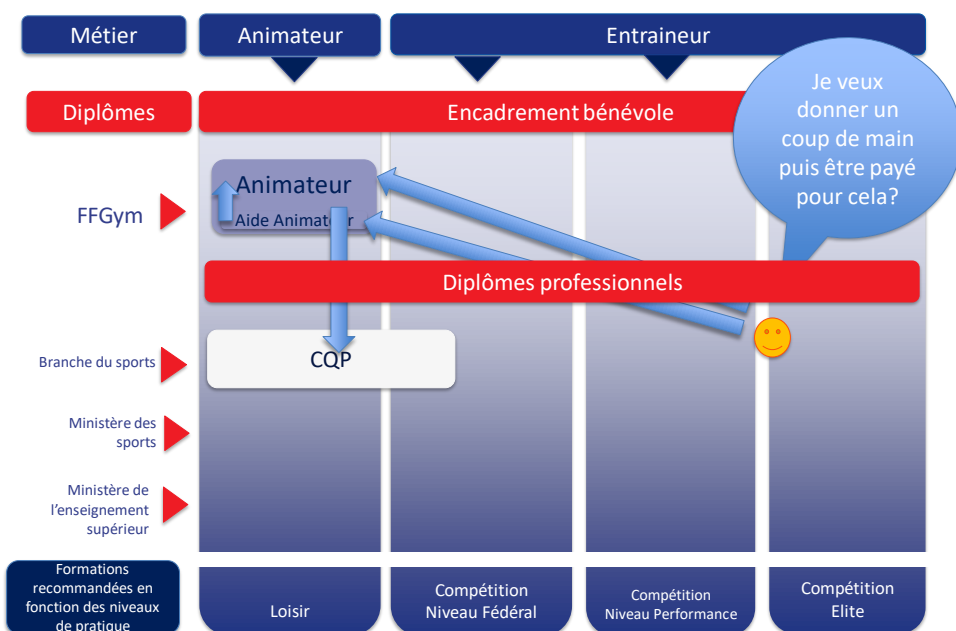 Métier
Animateur
Entraineur
Diplômes
Encadrement bénévole
Je veux
donner un
coup de main
puis être payé
pour cela?
FFGym
Animateur
Aide Animateur
Diplômes professionnels
Branche du sports
CQP
Ministère des
sports
Ministère de
l'enseignement
supérieur
Formations
recommandées en
fonction des niveaux
de pratique
Loisir
Compétition
Niveau Fédéral
Compétition
Niveau Performance
Compétition
Elite